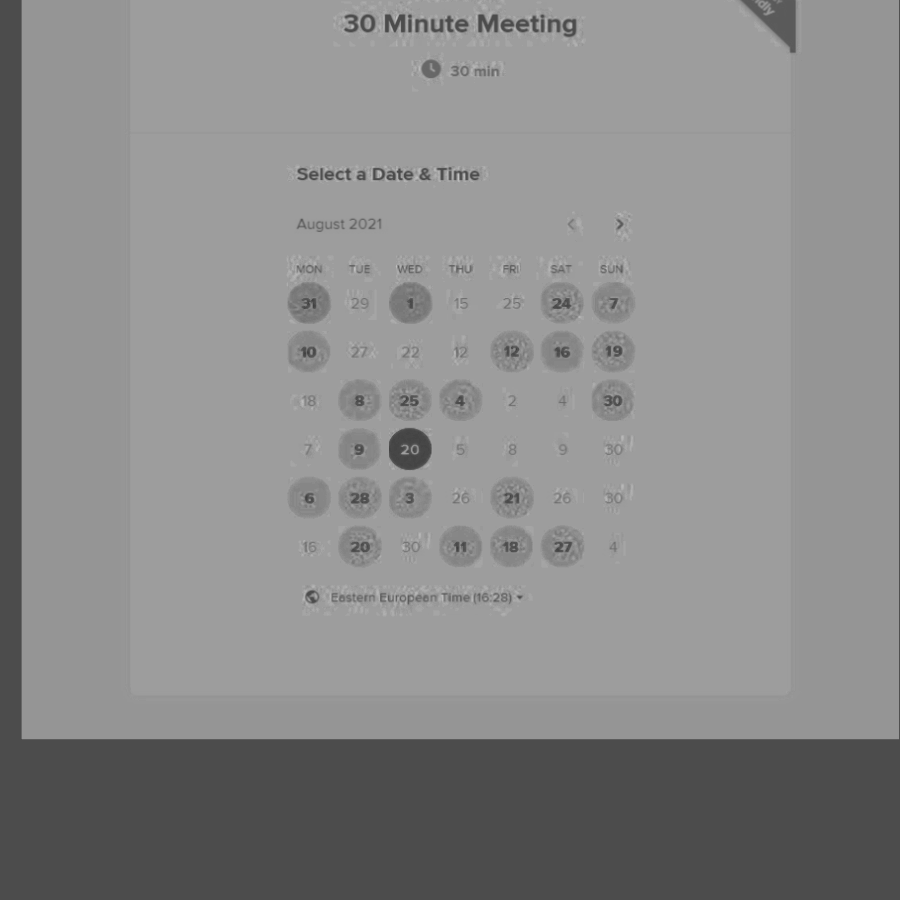 30 Minute Meeting
30 min
Select a Date & Time
August 2021
MON TUE WED THU FRI SAT SUN
31 29 1 15 25 24 7
10 27 22 12 12 16 19
18 8 25 4 2 4 30
7 9 20 5 8 9 30
6 28 3 26 21 26 30
16 20 30 11 18 27 4
Eastern European Time (16:28)